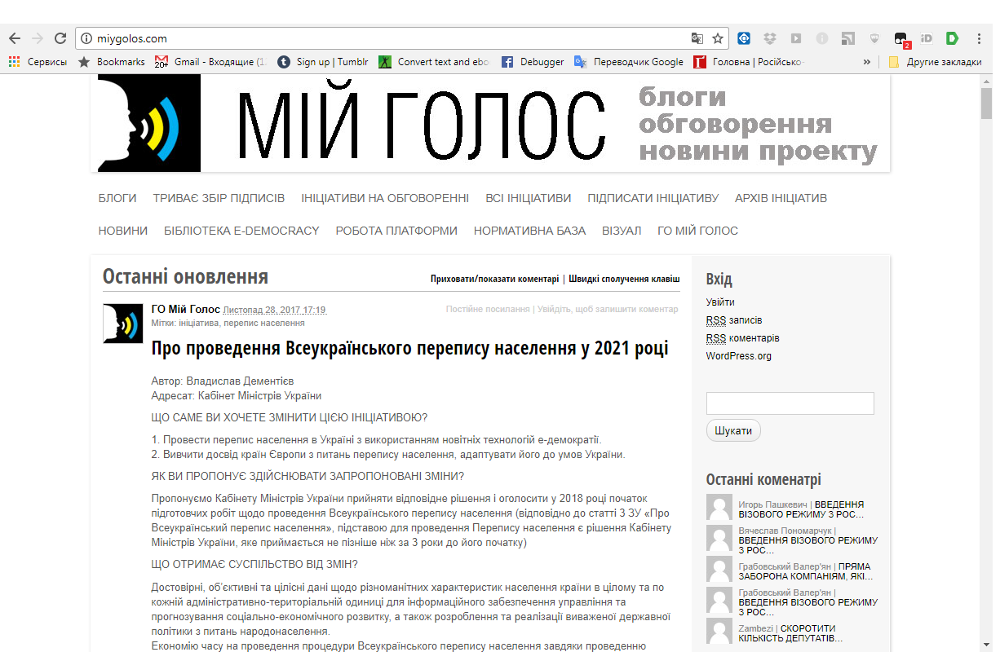 miygolos.com
Сервисы
Bookmarks
Gmail - Входящие (1
Sign up | Tumblr
Convert text and ebo
Debugger
Переводчик Google
Головна | Російсько-
»
Другие закладки
МІЙ ГОЛОС
блоги
обговорення
новини проекту
БЛОГИ ТРИВАЄ ЗБІР ПІДПИСІВ ІНІЦІАТИВИ НА ОБГОВОРЕННІ ВСІ ІНІЦІАТИВИ ПІДПИСАТИ ІНІЦІАТИВУ АРХІВ ІНІЦІАТИВ
НОВИНИ БІБЛІОТЕКА E-DEMOCRACY РОБОТА ПЛАТФОРМИ НОРМАТИВНА БАЗА ВІЗУАЛ ГО МІЙ ГОЛОС
Останні оновлення
Приховати/показати коментарі | Швидкі сполучення клавіш
ГО Мій Голос Листопад 28, 2017 17:19
Постійне посилання | Увійдіть, щоб залишити коментар
Мітки: ініціатива, перепис населення
Про проведення Всеукраїнського перепису населення у 2021 році
Автор: Владислав Дементієв
Адресат: Кабінет Міністрів України
ЩО САМЕ ВИ ХОЧЕТЕ ЗМІНИТИ ЦІЄЮ ІНІЦІАТИВОЮ?
1. Провести перепис населення в Україні з використанням новітніх технологій е-демократії.
2. Вивчити досвід країн Європи з питань перепису населення, адаптувати його до умов України.
ЯК ВИ ПРОПОНУЄ ЗДІЙСНЮВАТИ ЗАПРОПОНОВАНІ ЗМІНИ?
Пропонуємо Кабінету Міністрів України прийняти відповідне рішення і оголосити у 2018 році початок
підготовчих робіт щодо проведення Всеукраїнського перепису населення (відповідно до статті 3 ЗУ «Про
Всеукраїнський перепис населення», підставою для проведення Перепису населення є рішення Кабінету
Міністрів України, яке приймається не пізніше ніж за 3 роки до його початку)
ЩО ОТРИМАЄ СУСПІЛЬСТВО ВІД ЗМІН?
Достовірні, об'єктивні та цілісні дані щодо різноманітних характеристик населення країни в цілому та по
кожній адміністративно-територіальній одиниці для інформаційного забезпечення управління та
прогнозування соціально-економічного розвитку, а також розроблення та реалізації виваженої державної
політики з питань народонаселення.
Економію часу на проведення процедури Всеукраїнського перепису населення завдяки проведенню
Вхід
Увійти
RSS записів
RSS коментарів
WordPress.org
Шукати
Останні коменатрі
Игорь Пашкевич | ВВЕДЕННЯ
ВІЗОВОГО РЕЖИМУ З РОС…
Вячеслав Пономарчук |
ВВЕДЕННЯ ВІЗОВОГО РЕЖИМУ
З РОС…
Грабовський Валер'ян | ПРЯМА
ЗАБОРОНА КОМПАНІЯМ, ЯКІ…
Грабовський Валер'ян |
ВВЕДЕННЯ ВІЗОВОГО РЕЖИМУ
З РОС…
Zambezi | СКОРОТИТИ
КІЛЬКІСТЬ ДЕПУТАТІВ…